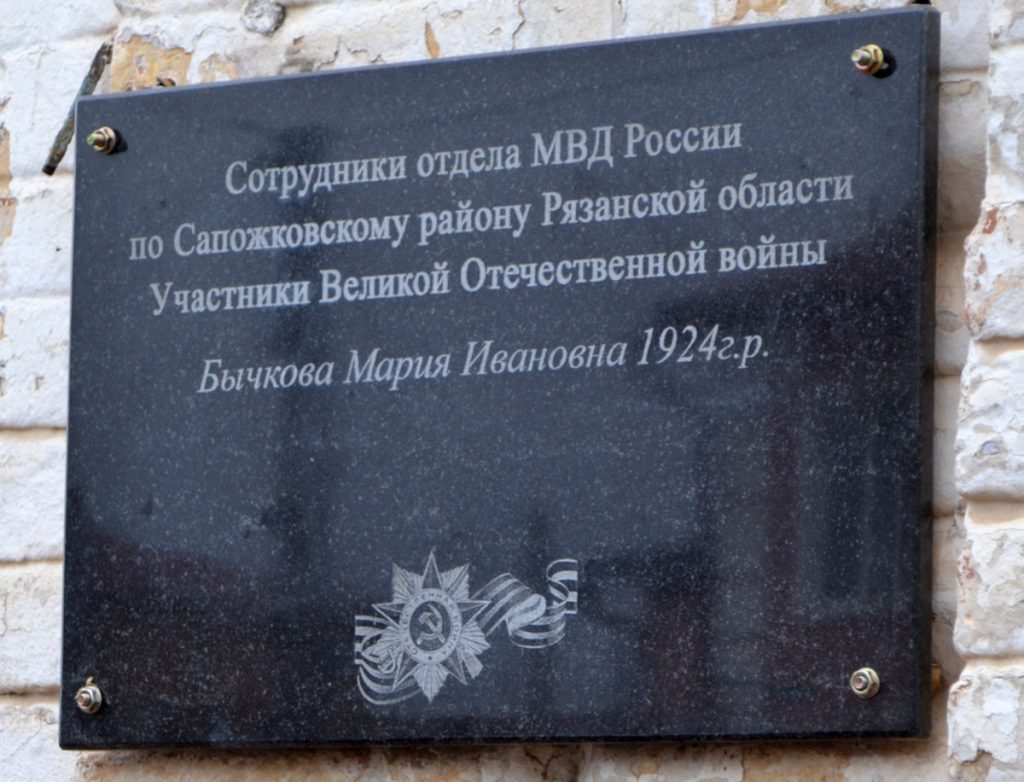 Сотрудники отдела МВД России
по Сапожковскому району Рязанской области
Участники Великой Отечественной войны
Бычкова Мария Ивановна 1924г.р.